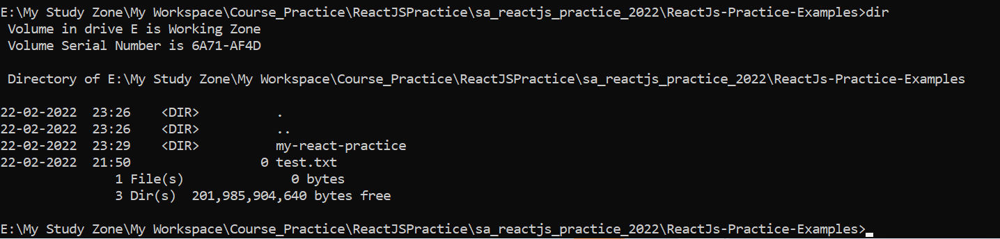 E:\My Study Zone\My Workspace\Course_Practice\ReactJSPractice\sa_reactjs_practice_2022\ReactJs-Practice-Examples>dir
 Volume in drive E is Working Zone
 Volume Serial Number is 6A71-AF4D

 Directory of E:\My Study Zone\My Workspace\Course_Practice\ReactJSPractice\sa_reactjs_practice_2022\ReactJs-Practice-Examples

22-02-2022  23:26    <DIR>          .
22-02-2022  23:26    <DIR>          ..
22-02-2022  23:29    <DIR>          my-react-practice
22-02-2022  21:50                 0 test.txt
               1 File(s)              0 bytes
               3 Dir(s)  201,985,904,640 bytes free

E:\My Study Zone\My Workspace\Course_Practice\ReactJSPractice\sa_reactjs_practice_2022\ReactJs-Practice-Examples>